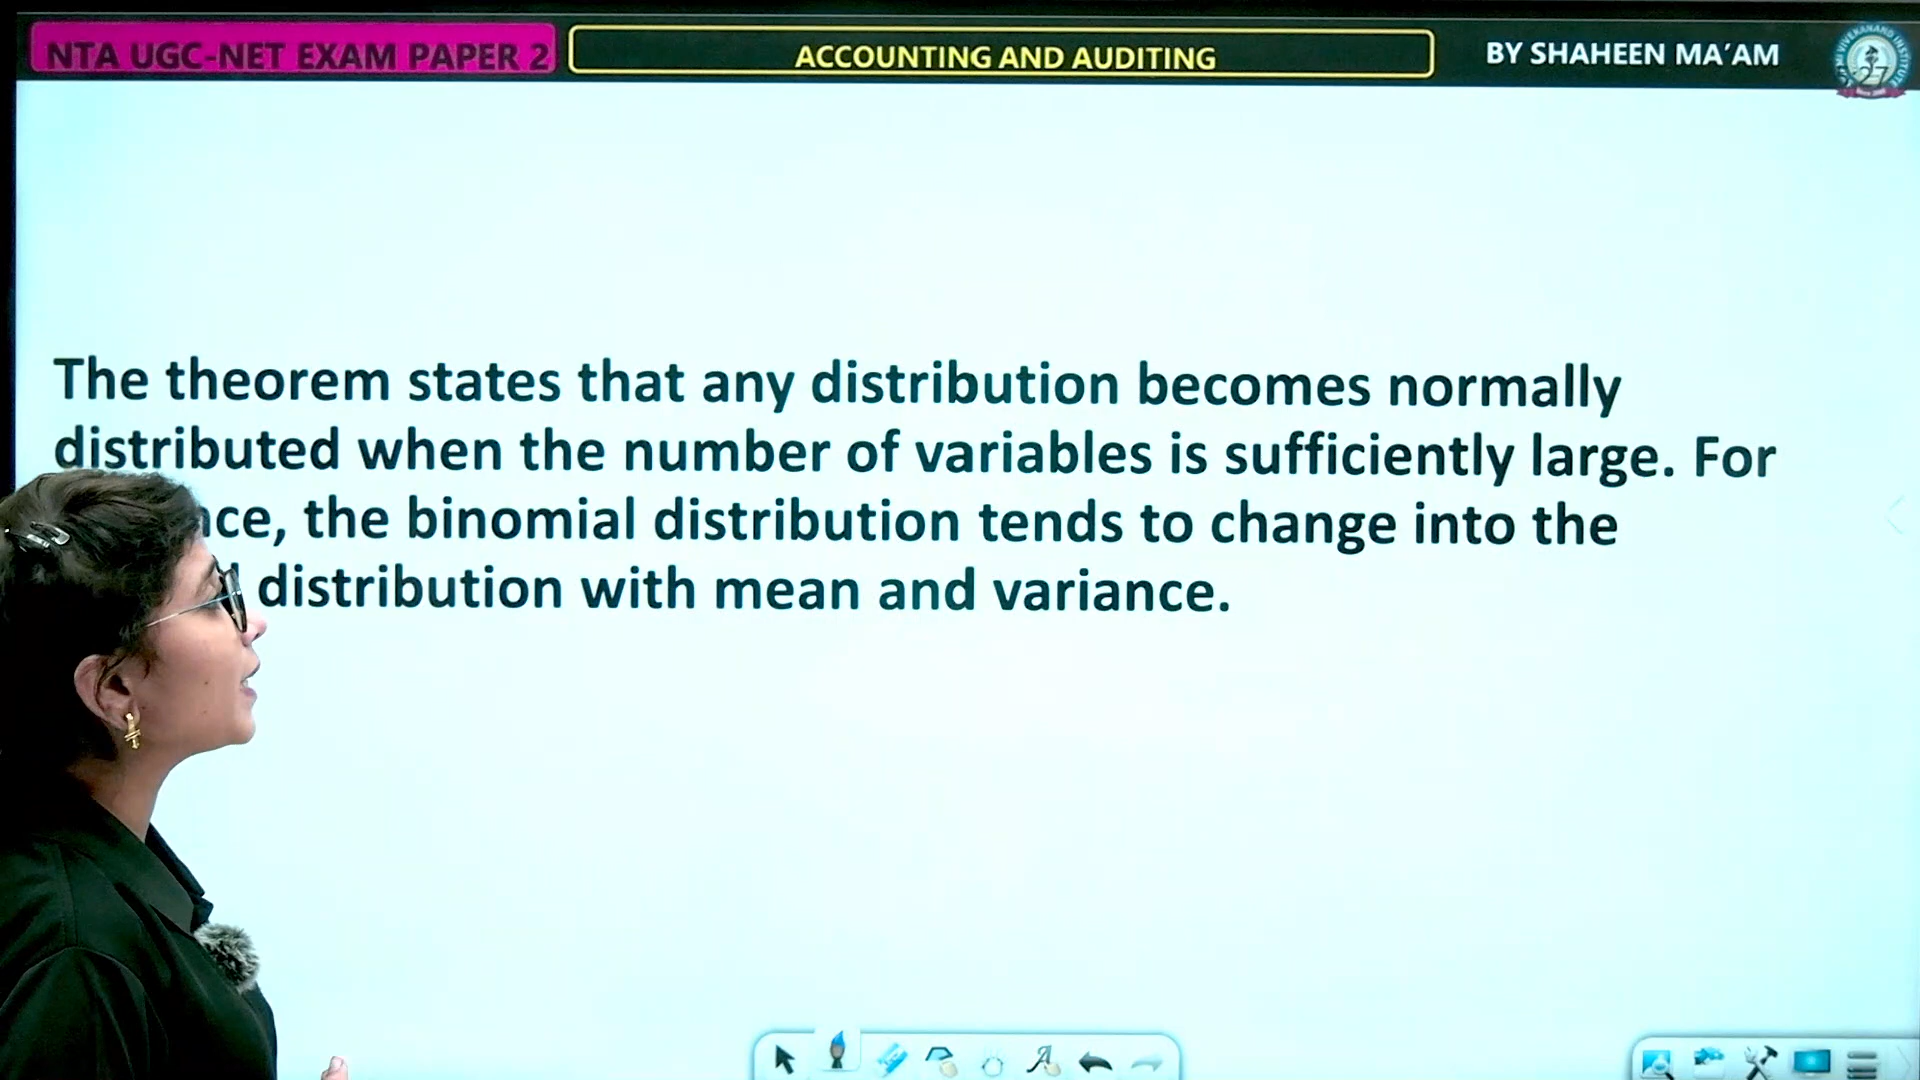 NTA UGC-NET EXAM PAPER 2
ACCOUNTING AND AUDITING
BY SHAHEEN MA'AM
The theorem states that any distribution becomes normally
distributed when the number of variables is sufficiently large. For
nce, the binomial distribution tends to change into the
distribution with mean and variance.
27